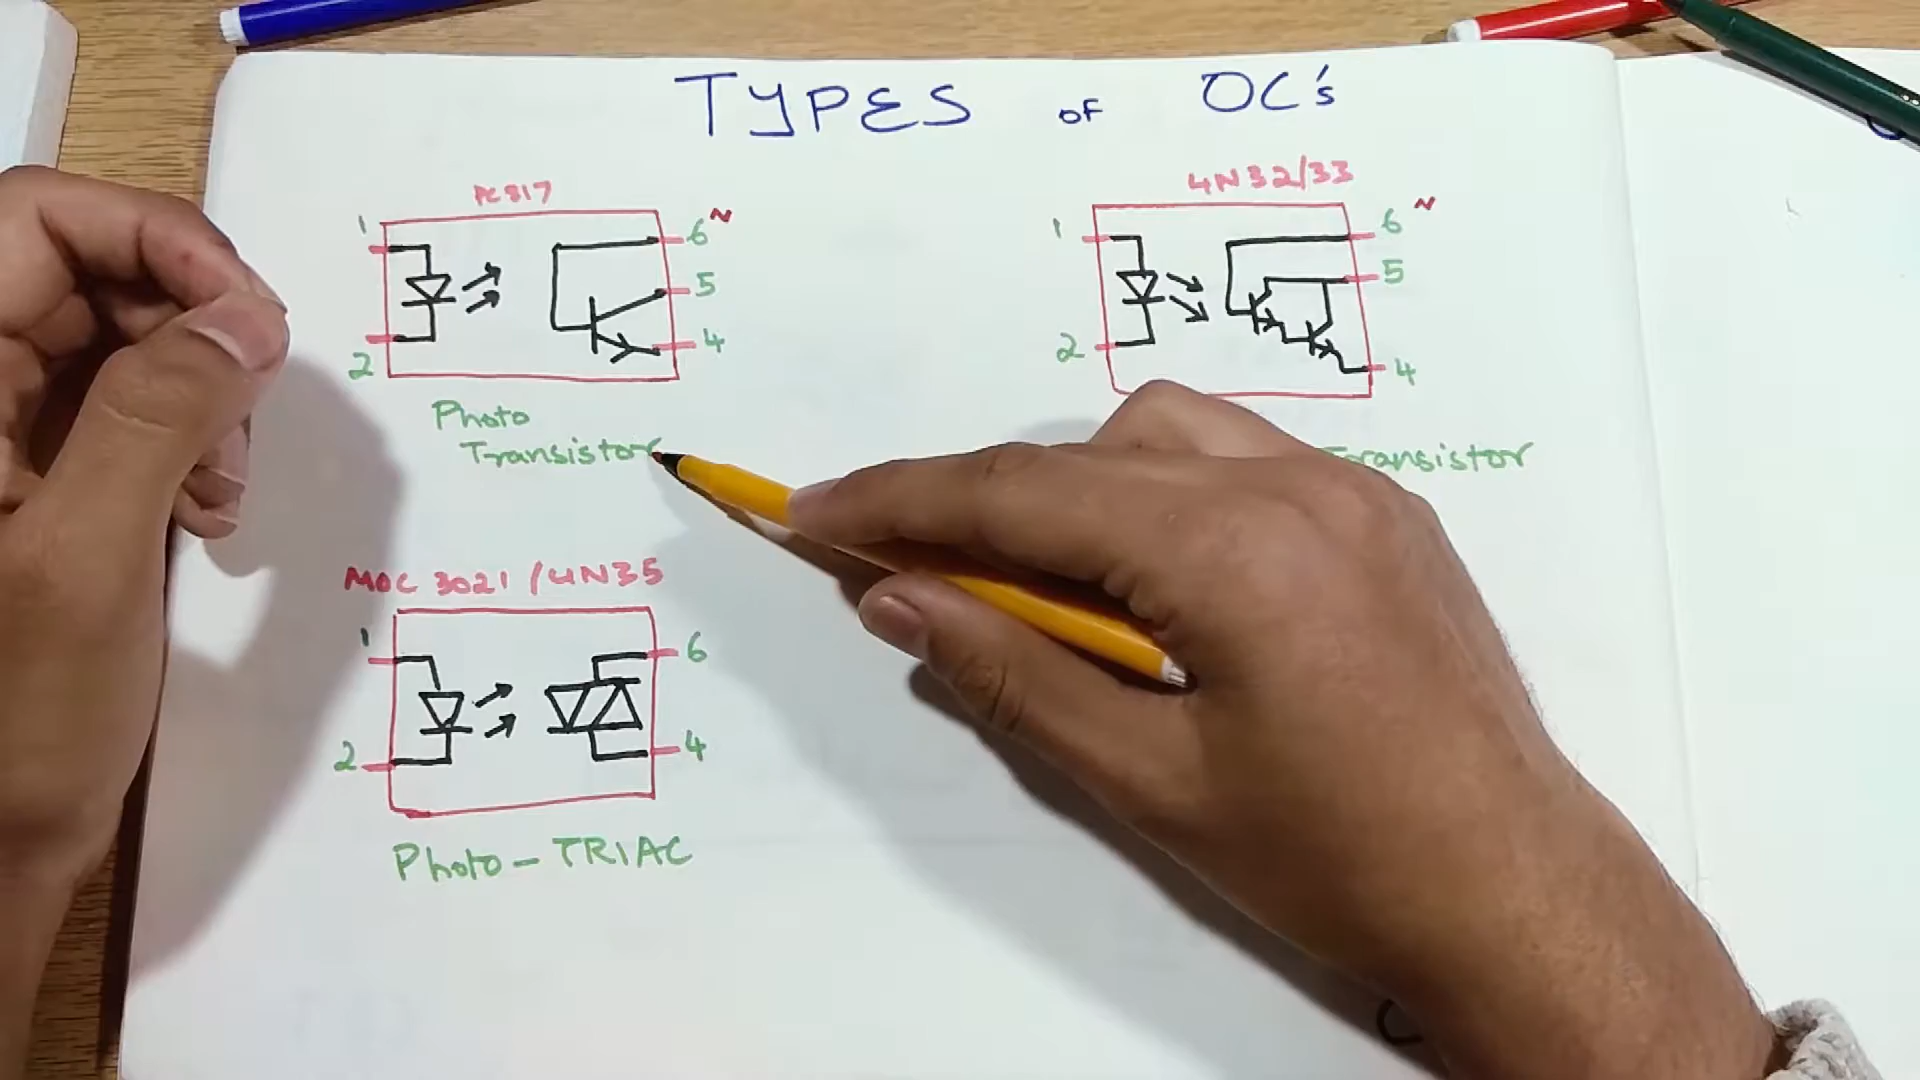 TYPES OF OC's
PC817
1
2
6 N
5
4
Photo
Transistor
4N32/33
1
2
6 N
5
4
Transistor
MOC 3021 /4N35
1
2
6
4
Photo - TRIAC